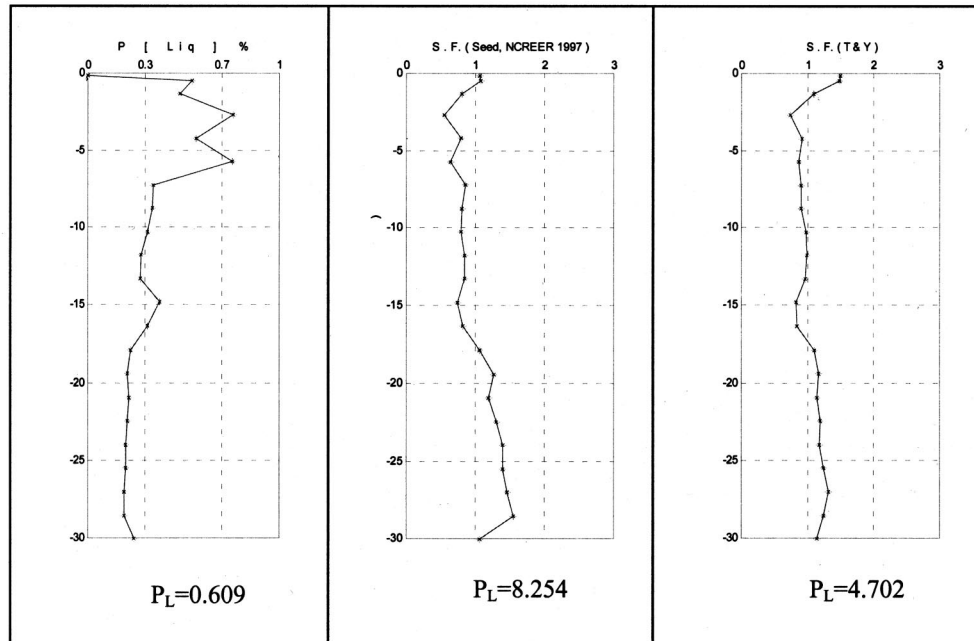 P [ Liq ] %
0 0.3 0.7 1
0
-5
-10
-15
-20
-25
-30
P_L=0.609
S . F. ( Seed, NCREER 1997 )
0 1 2 3
0
-5
-10
-15
-20
-25
-30
P_L=8.254
S . F. ( T & Y )
0 1 2 3
0
-5
-10
-15
-20
-25
-30
P_L=4.702